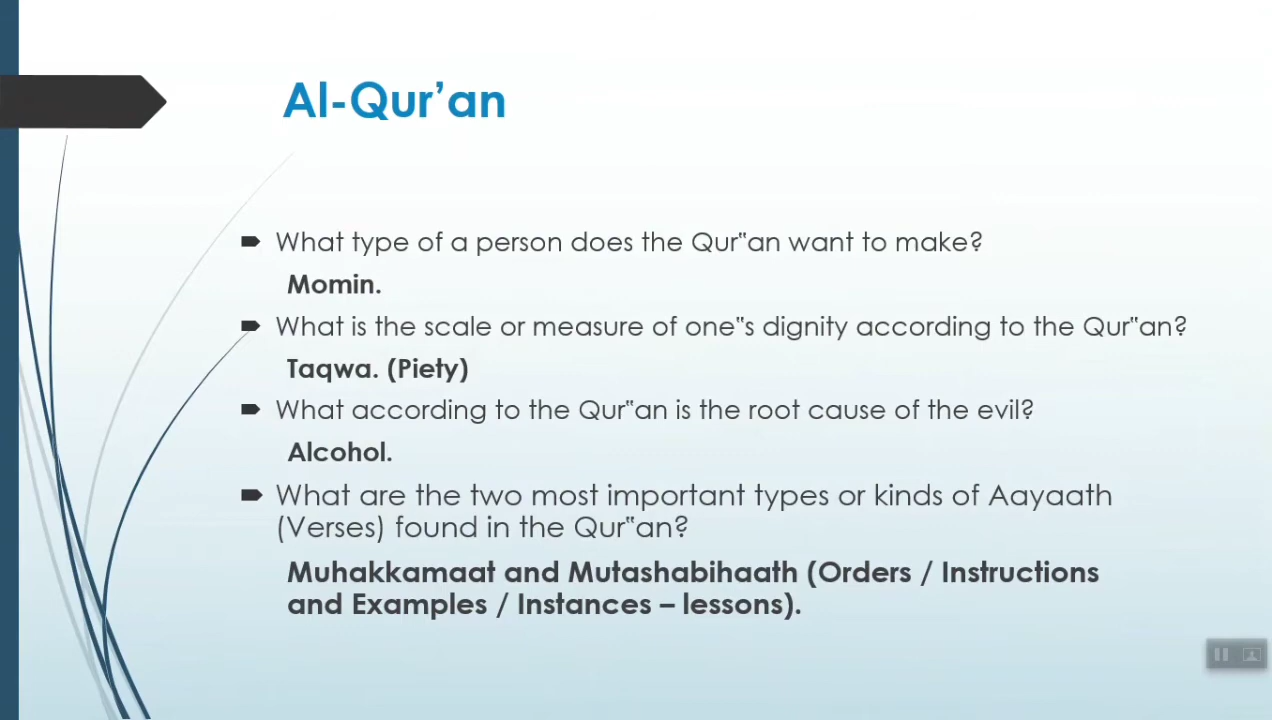 Al-Qur’an
What type of a person does the Qur‟an want to make?
Momin.
What is the scale or measure of one‟s dignity according to the Qur‟an?
Taqwa. (Piety)
What according to the Qur‟an is the root cause of the evil?
Alcohol.
What are the two most important types or kinds of Aayaath
(Verses) found in the Qur‟an?
Muhakkamaat and Mutashabihaath (Orders / Instructions
and Examples / Instances – lessons).